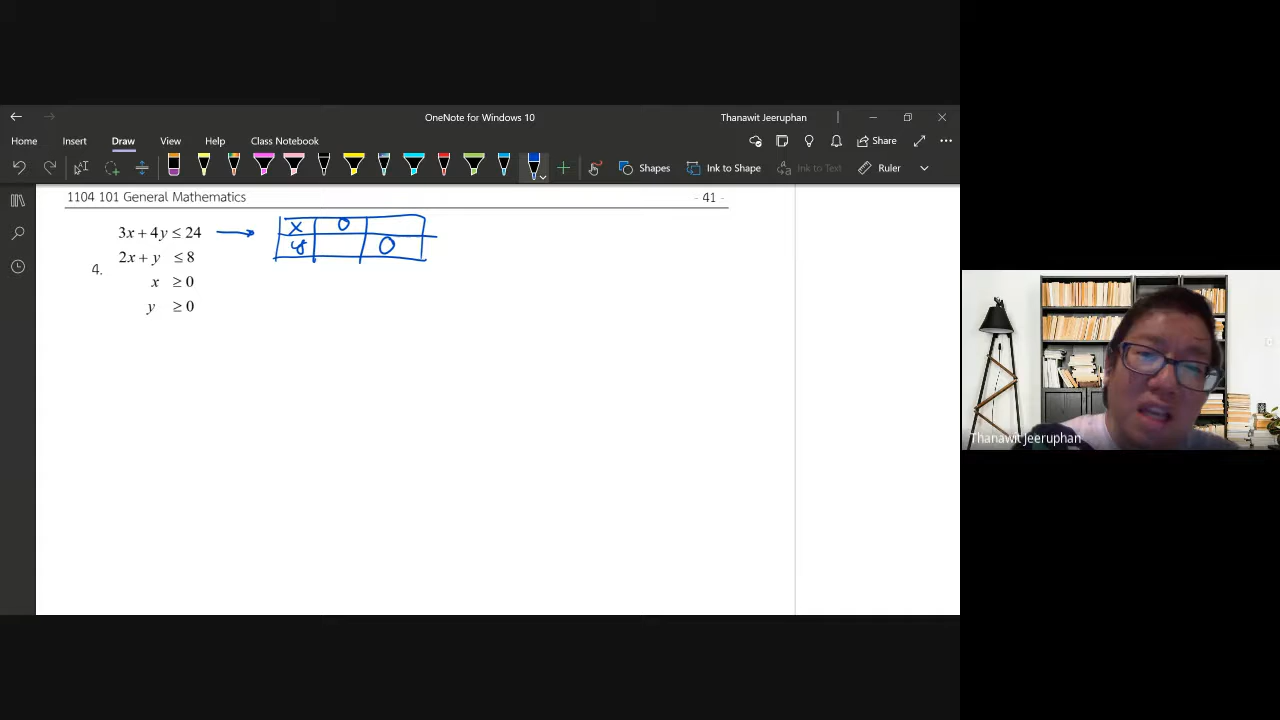 OneNote for Windows 10
Thanawit Jeeruphan
Home
Insert
Draw
View
Help
Class Notebook
Share
Shapes
Ink to Shape
Ink to Text
Ruler
1104 101 General Mathematics
- 41 -
3x + 4y ≤ 24 → x 0
y 0
2x + y ≤ 8
4.
x ≥ 0
y ≥ 0
Thanawit Jeeruphan